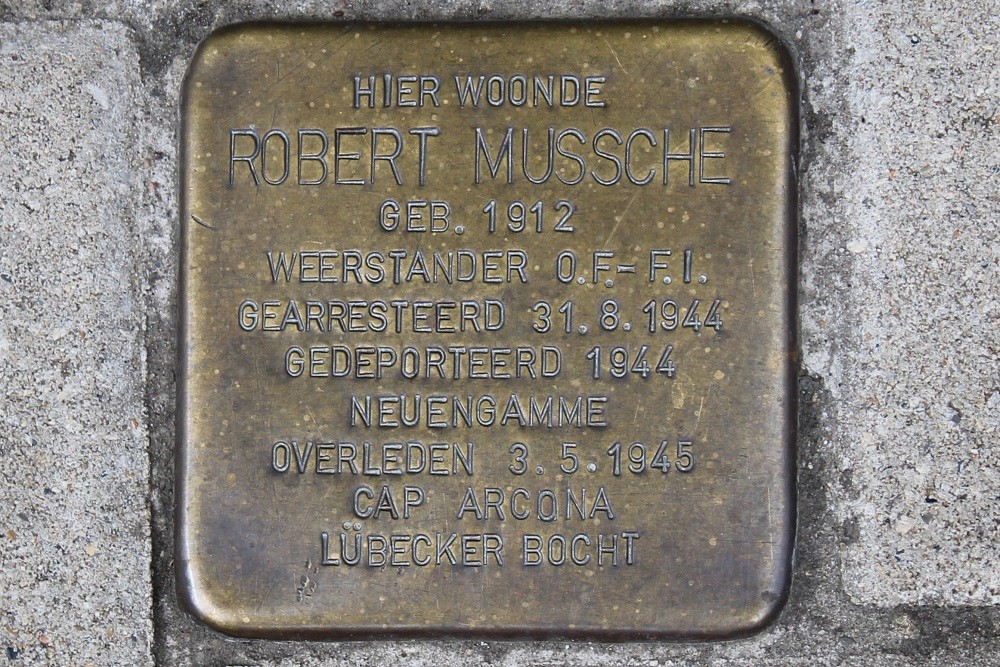 HIER WOONDE
ROBERT MUSSCHE
GEB. 1912
WEERSTANDER O.F.-F.I.
GEARRESTEERD 31.8.1944
GEDEPORTEERD 1944
NEUENGAMME
OVERLEDEN 3.5.1945
CAP ARCONA
LÜBECKER BOCHT